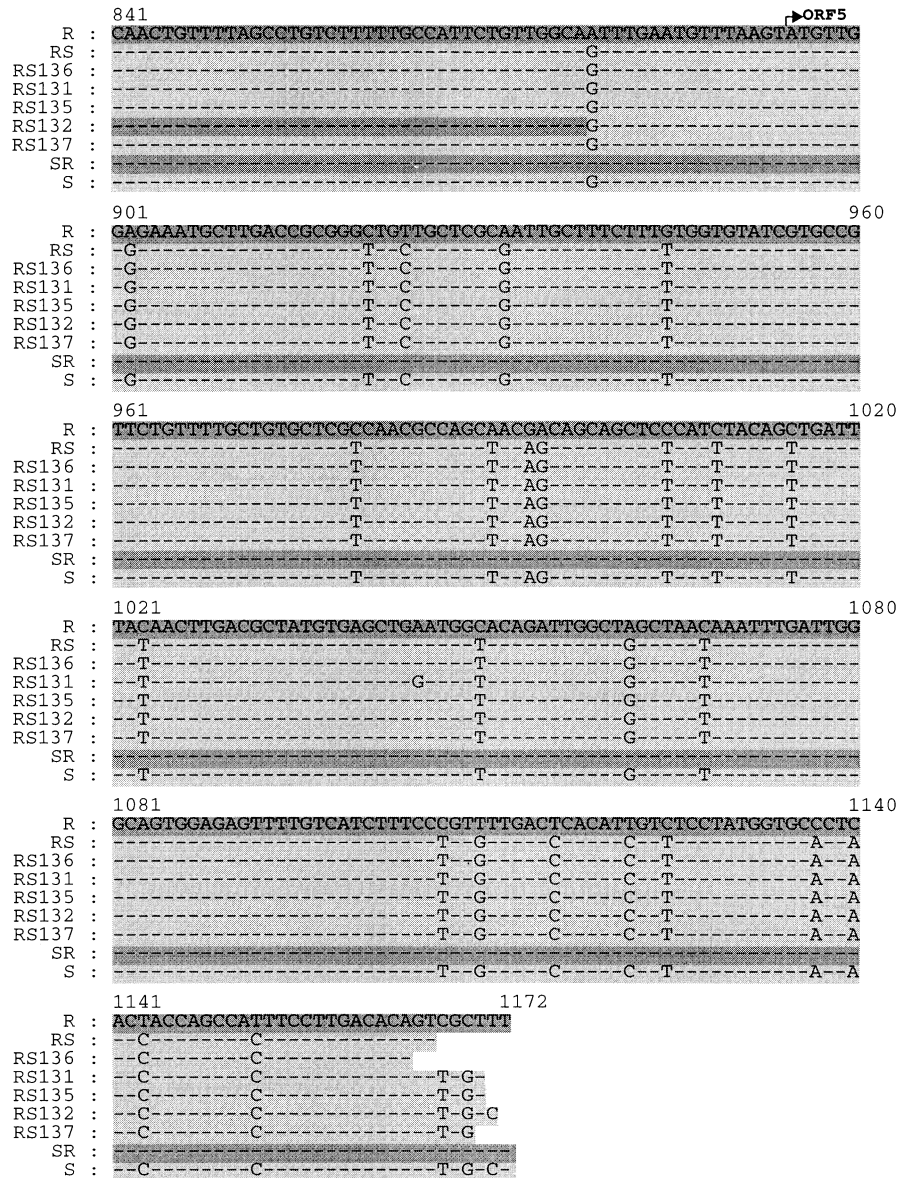 841 ORF5
R : CAACTGTTTTAGCCTGTCTTTTTGCCATTCTGTTGGCAATTTGAATGTTTAAGTATGTTG
RS : --------------------------------------G---------------------
RS136 : --------------------------------------G---------------------
RS131 : --------------------------------------G---------------------
RS135 : --------------------------------------G---------------------
RS132 : --------------------------------------G---------------------
RS137 : --------------------------------------G---------------------
SR : ------------------------------------------------------------
S : --------------------------------------G---------------------
901 960
R : GAGAAATGCTTGACCGCGGGCTGTTGCTCGCAATTGCTTTCTTTGTGGTGTATCGTGCCG
RS : -G------------------T--C-------G------------T---------------
RS136 : -G------------------T--C-------G------------T---------------
RS131 : -G------------------T--C-------G------------T---------------
RS135 : -G------------------T--C-------G------------T---------------
RS132 : -G------------------T--C-------G------------T---------------
RS137 : -G------------------T--C-------G------------T---------------
SR : ------------------------------------------------------------
S : -G------------------T--C-------G------------T---------------
961 1020
R : TTCTGTTTTGCTGTGCTCGCCAACGCCAGCAACGACAGCAGCTCCCATCTACAGCTGATT
RS : -------------------T----------T--AG---------T---T-----T-----
RS136 : -------------------T----------T--AG---------T---T-----T-----
RS131 : -------------------T----------T--AG---------T---T-----T-----
RS135 : -------------------T----------T--AG---------T---T-----T-----
RS132 : -------------------T----------T--AG---------T---T-----T-----
RS137 : -------------------T----------T--AG---------T---T-----T-----
SR : ------------------------------------------------------------
S : -------------------T----------T--AG---------T---T-----T-----
1021 1080
R : TACAACTTGACGCTATGTGAGCTGAATGGCACAGATTGGCTAGCTAACAAATTTGATTGG
RS : --T--------------------------T-----------G-----T------------
RS136 : --T--------------------------T-----------G-----T------------
RS131 : --T---------------------G----T-----------G-----T------------
RS135 : --T--------------------------T-----------G-----T------------
RS132 : --T--------------------------T-----------G-----T------------
RS137 : --T--------------------------T-----------G-----T------------
SR : ------------------------------------------------------------
S : --T--------------------------T-----------G-----T------------
1081 1140
R : GCAGTGGAGAGTTTTGTCATCTTTCCCGTTTTGACTCACATTGTCTCCTATGGTGCCCTC
RS : --------------------------T--G-----C-----C--T-----------A--A
RS136 : --------------------------T--G-----C-----C--T-----------A--A
RS131 : --------------------------T--G-----C-----C--T-----------A--A
RS135 : --------------------------T--G-----C-----C--T-----------A--A
RS132 : --------------------------T--G-----C-----C--T-----------A--A
RS137 : --------------------------T--G-----C-----C--T-----------A--A
SR : ------------------------------------------------------------
S : --------------------------T--G-----C-----C--T-----------A--A
1141 1172
R : ACTACCAGCCATTTCCTTGACACAGTCGCTTT
RS : --C--------C--------------
RS136 : --C--------C------------
RS131 : --C--------C--------------T-G-
RS135 : --C--------C--------------T-G-
RS132 : --C--------C--------------T-G-C
RS137 : --C--------C--------------T-G
SR : --------------------------------
S : --C--------C--------------T-G-C-